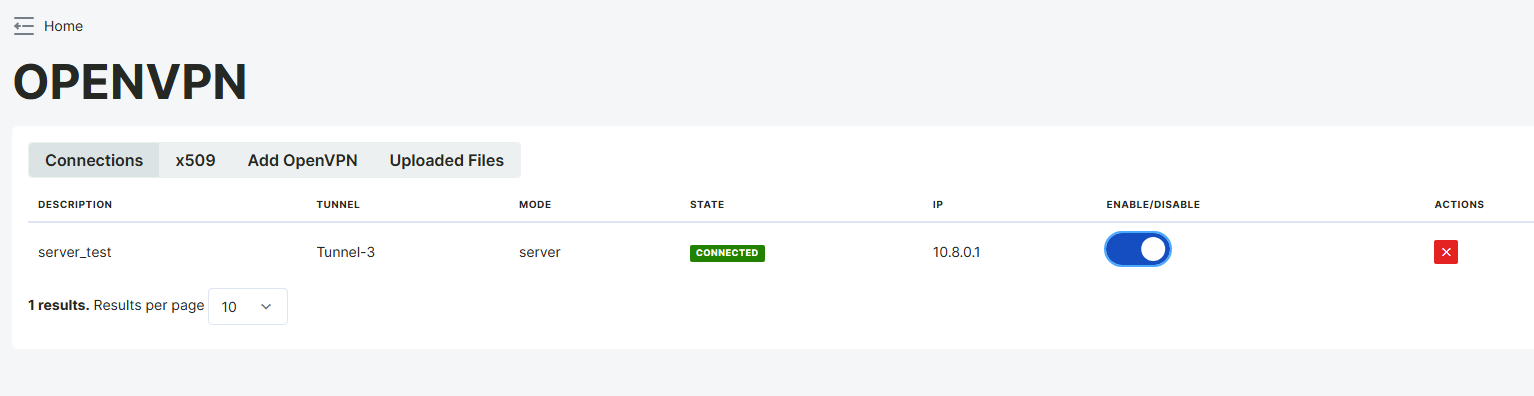 Home
OPENVPN
Connections x509 Add OpenVPN Uploaded Files
DESCRIPTION TUNNEL MODE STATE IP ENABLE/DISABLE ACTIONS
server_test Tunnel-3 server CONNECTED 10.8.0.1
1 results. Results per page 10